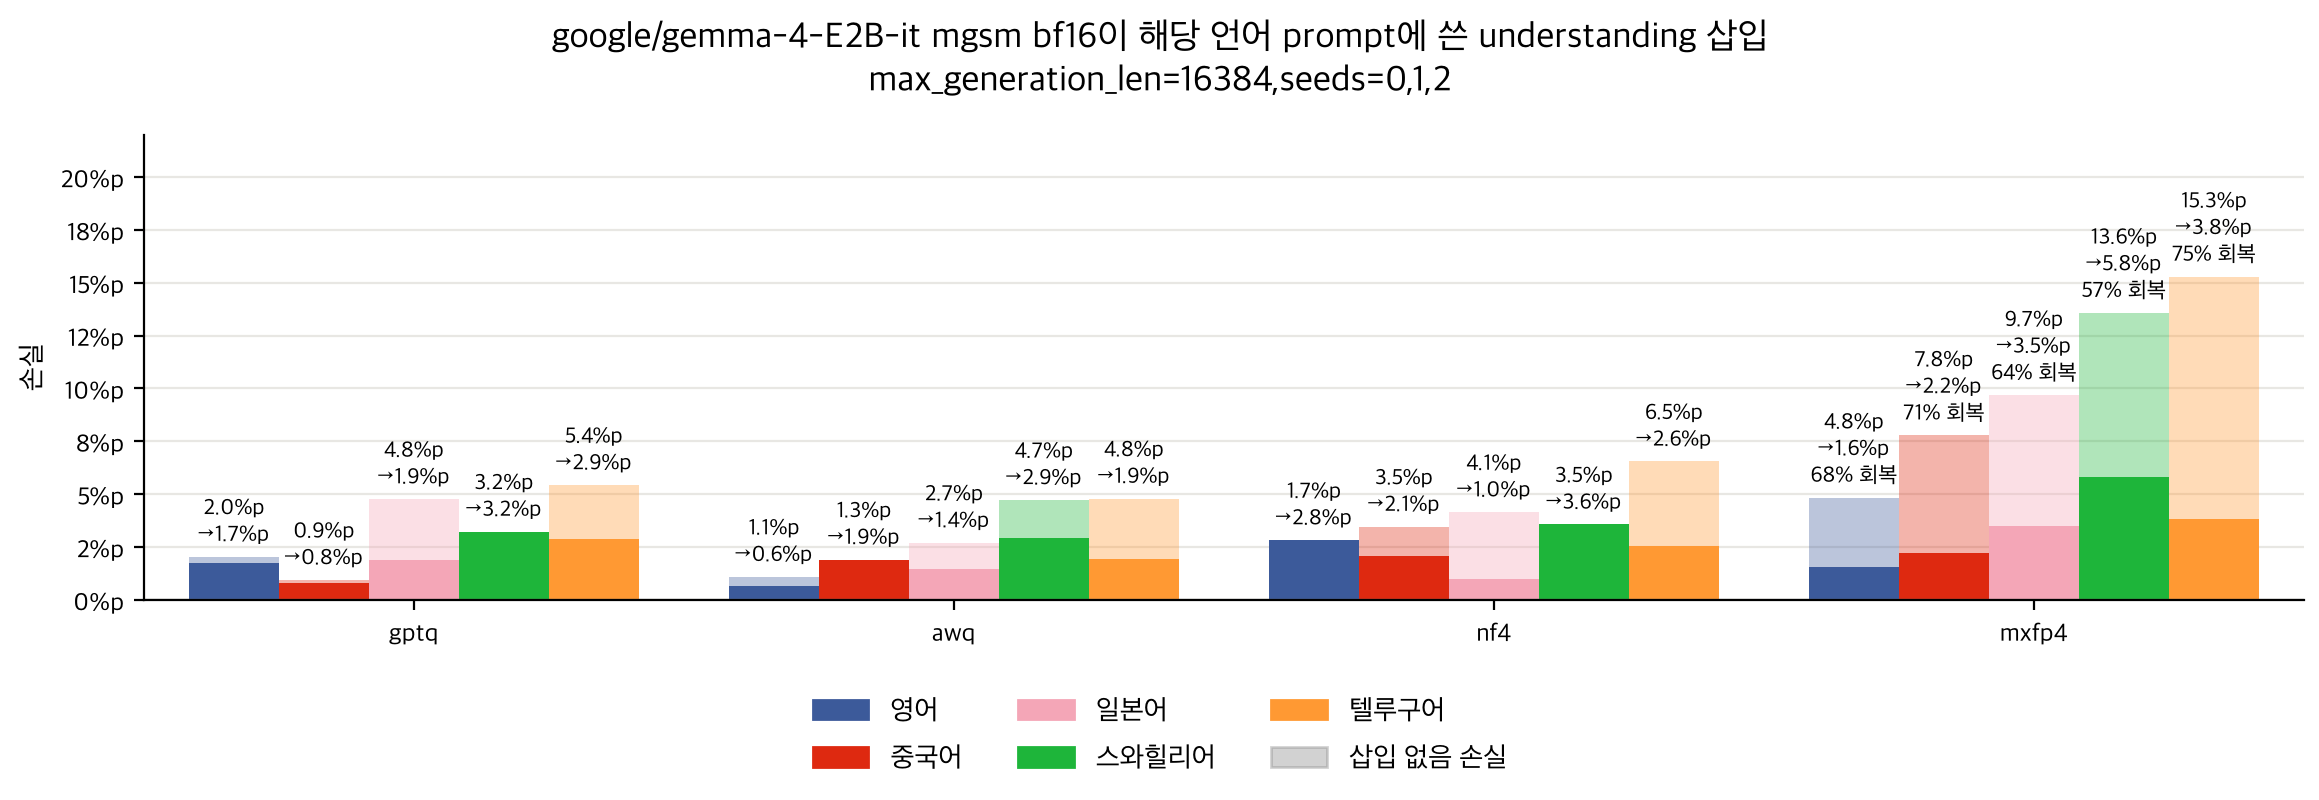 google/gemma-4-E2B-it mgsm bf16이 해당 언어 prompt에 쓴 understanding 삽입
max_generation_len=16384,seeds=0,1,2
손실
20%p
18%p
15%p
12%p
10%p
8%p
5%p
2%p
0%p
2.0%p
→1.7%p
0.9%p
→0.8%p
4.8%p
→1.9%p
3.2%p
→3.2%p
5.4%p
→2.9%p
1.1%p
→0.6%p
1.3%p
→1.9%p
2.7%p
→1.4%p
4.7%p
→2.9%p
4.8%p
→1.9%p
1.7%p
→2.8%p
3.5%p
→2.1%p
4.1%p
→1.0%p
3.5%p
→3.6%p
6.5%p
→2.6%p
4.8%p
→1.6%p
68% 회복
7.8%p
→2.2%p
71% 회복
9.7%p
→3.5%p
64% 회복
13.6%p
→5.8%p
57% 회복
15.3%p
→3.8%p
75% 회복
gptq
awq
nf4
mxfp4
영어
중국어
일본어
스와힐리어
텔루구어
삽입 없음 손실